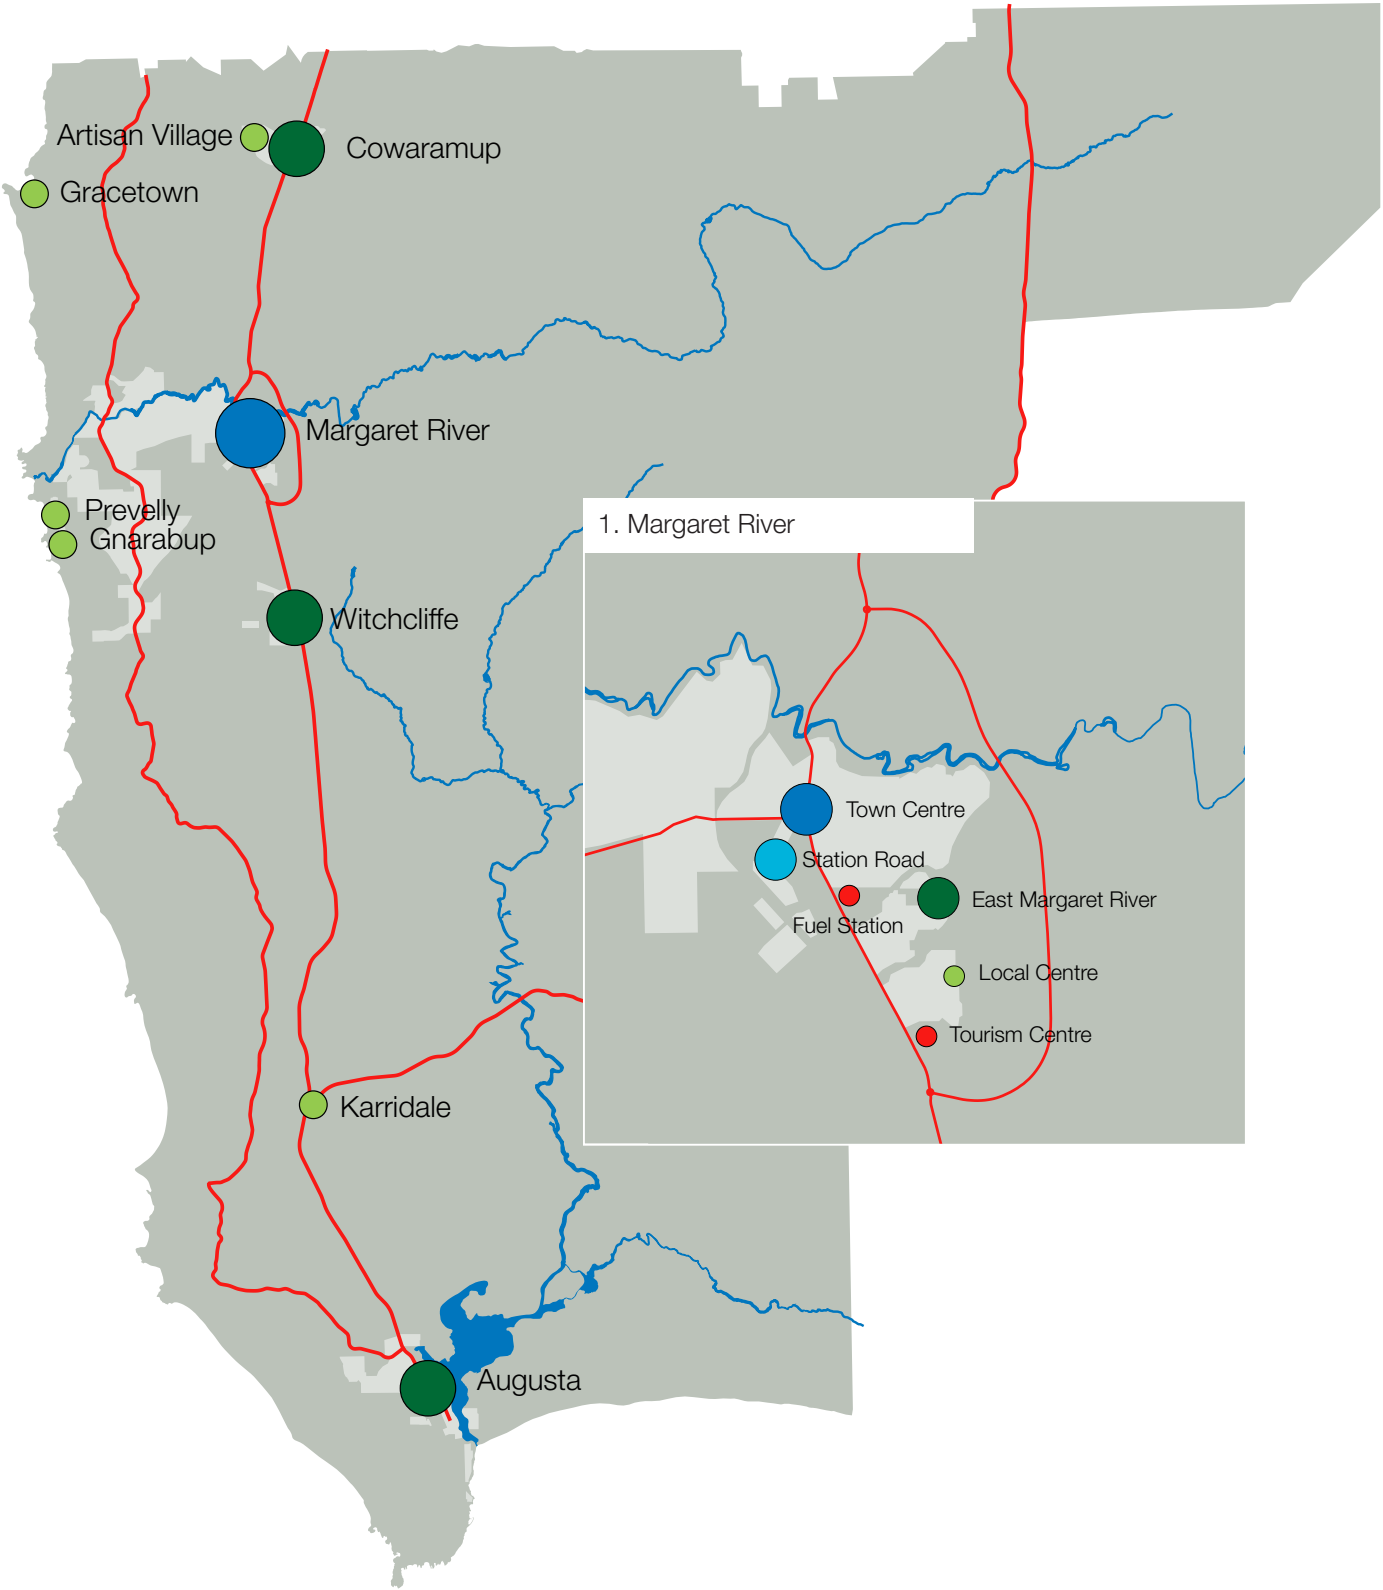 Artisan Village
Cowaramup
Gracetown
Margaret River
Prevelly
Gnarabup
1. Margaret River
Witchcliffe
Town Centre
Station Road
East Margaret River
Fuel Station
Local Centre
Tourism Centre
Karridale
Augusta